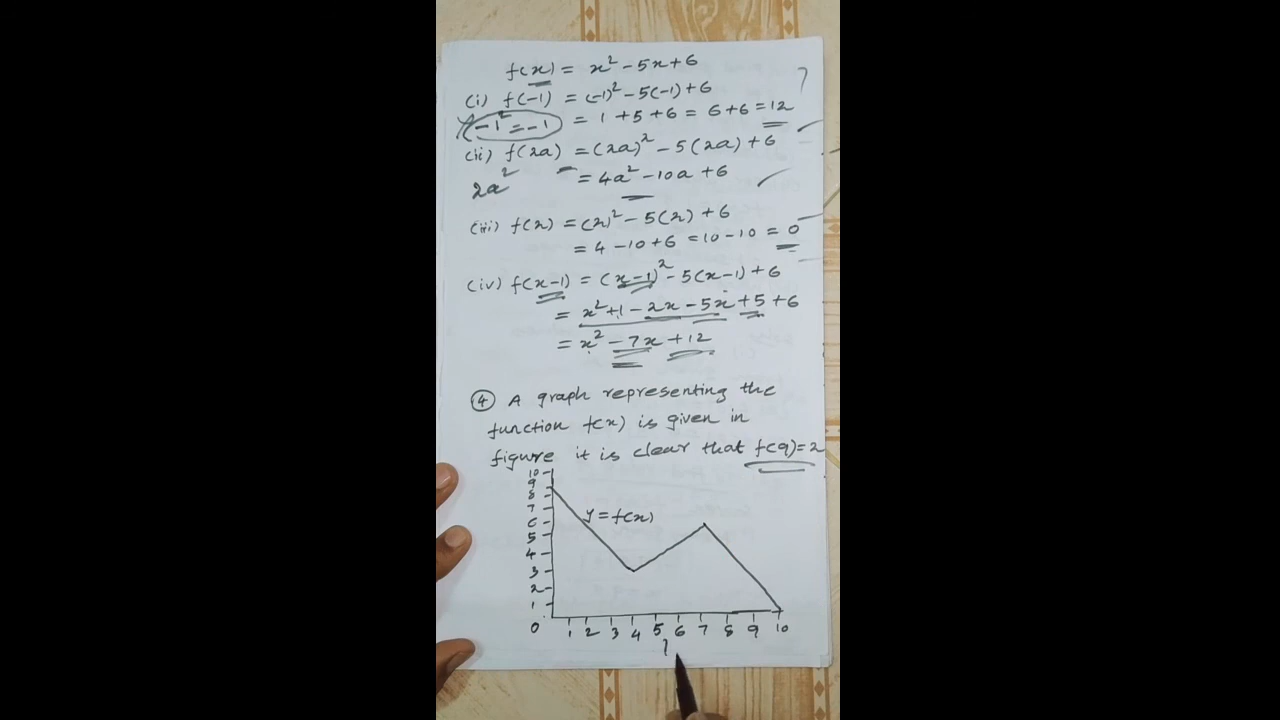 f(x) = x² - 5x + 6
(i) f(-1) = (-1)² - 5(-1) + 6
-1² = -1 = 1 + 5 + 6 = 6 + 6 = 12
(ii) f(2a) = (2a)² - 5(2a) + 6
2a² = 4a² - 10a + 6
(iii) f(2) = (2)² - 5(2) + 6
= 4 - 10 + 6 = 10 - 10 = 0
(iv) f(x-1) = (x-1)² - 5(x-1) + 6
= x² + 1 - 2x - 5x + 5 + 6
= x² - 7x + 12
④ A graph representing the
function f(x) is given in
figure it is clear that f(9)=2
10
9
8
7
y = f(x)
6
5
4
3
2
1
0 1 2 3 4 5 6 7 8 9 10